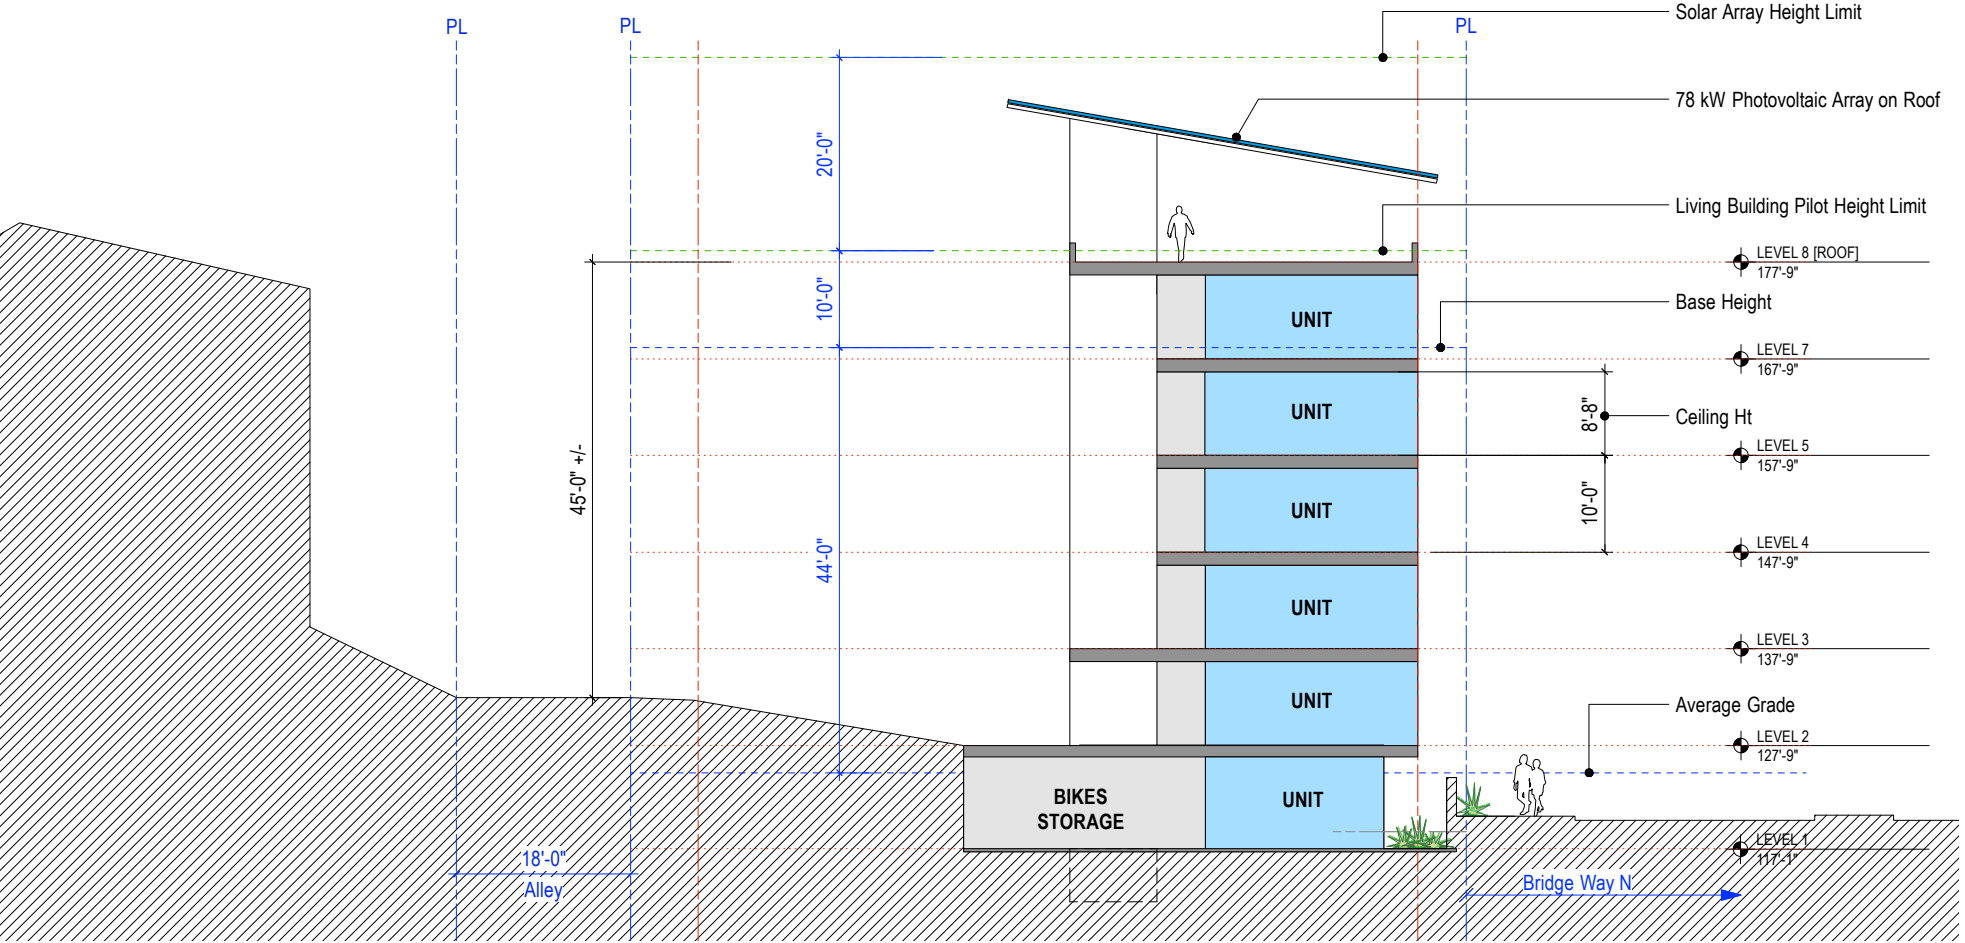 Solar Array Height Limit
PL
PL
PL
78 kW Photovoltaic Array on Roof
20'-0"
Living Building Pilot Height Limit
LEVEL 8 [ROOF]
177'-9"
10'-0"
Base Height
UNIT
LEVEL 7
167'-9"
UNIT
8'-8"
Ceiling Ht
LEVEL 5
157'-9"
45'-0" +/-
UNIT
10'-0"
44'-0"
LEVEL 4
147'-9"
UNIT
LEVEL 3
137'-9"
UNIT
Average Grade
LEVEL 2
127'-9"
BIKES
STORAGE
UNIT
LEVEL 1
117'-1"
18'-0"
Alley
Bridge Way N